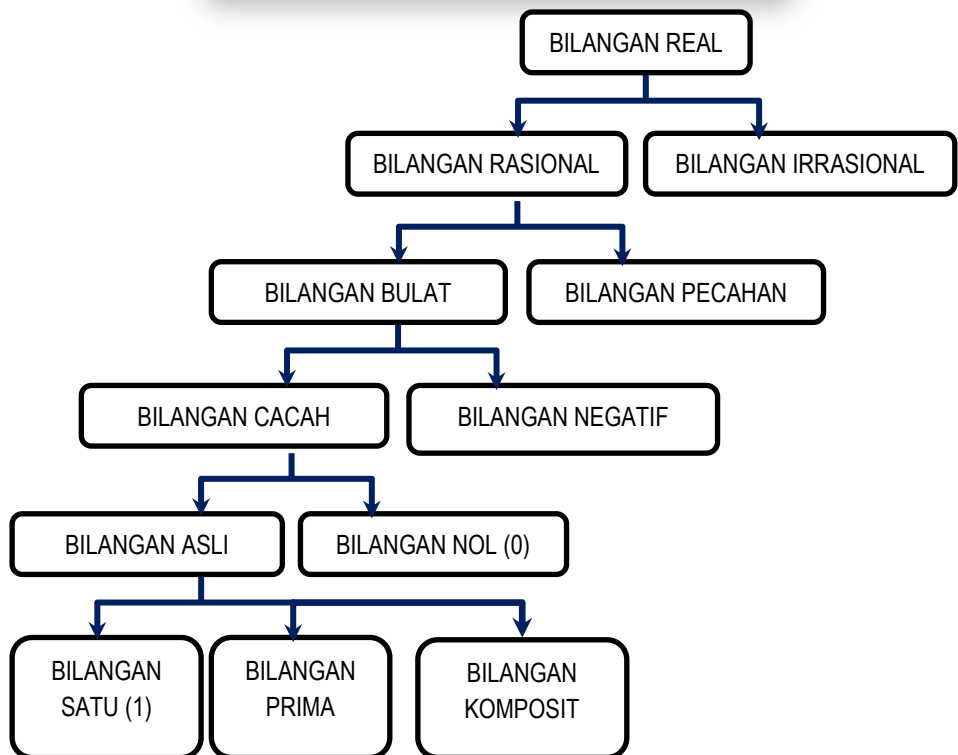 BILANGAN REAL
BILANGAN RASIONAL
BILANGAN IRRASIONAL
BILANGAN BULAT
BILANGAN PECAHAN
BILANGAN CACAH
BILANGAN NEGATIF
BILANGAN ASLI
BILANGAN NOL (0)
BILANGAN
SATU (1)
BILANGAN
PRIMA
BILANGAN
KOMPOSIT